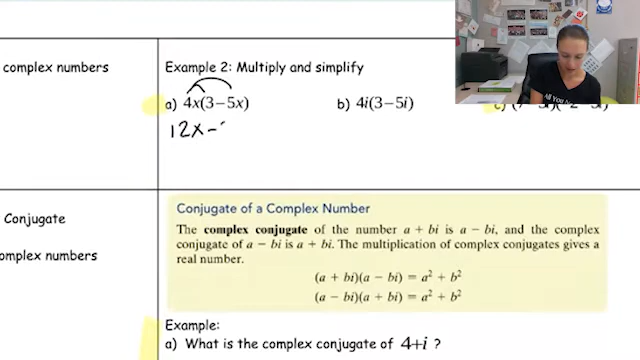 complex numbers
Example 2: Multiply and simplify
a) 4x(3−5x)
b) 4i(3−5i)
12x −
Conjugate
omplex numbers
Conjugate of a Complex Number
The complex conjugate of the number a + bi is a − bi, and the complex
conjugate of a − bi is a + bi. The multiplication of complex conjugates gives a
real number.
(a + bi)(a − bi) = a² + b²
(a − bi)(a + bi) = a² + b²
Example:
a) What is the complex conjugate of 4+i ?